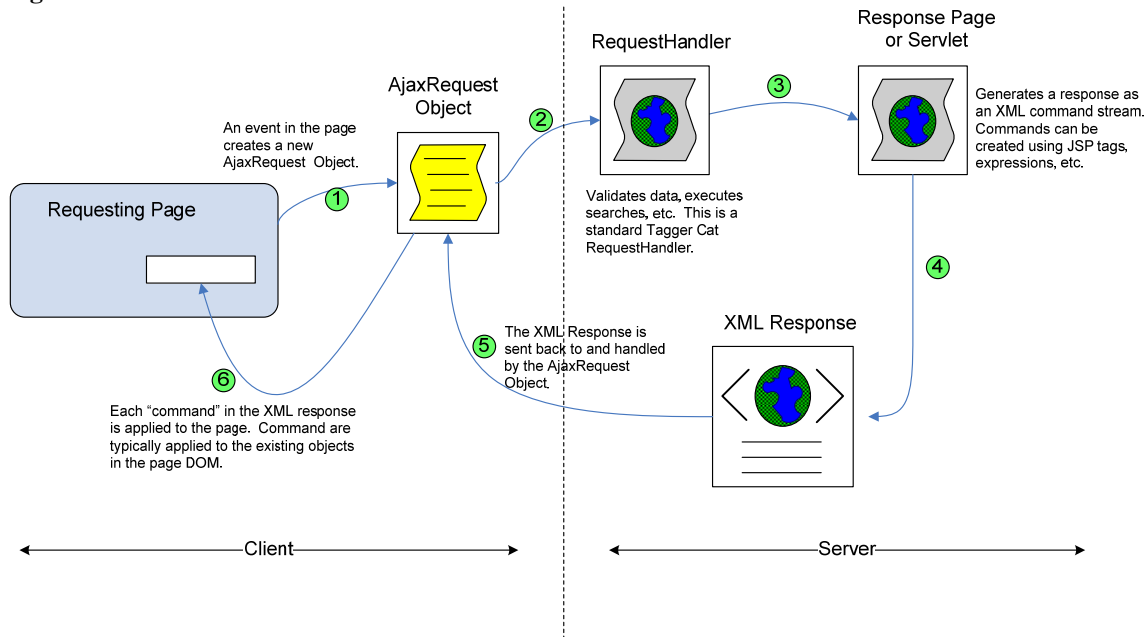 RequestHandler
Response Page
or Servlet
AjaxRequest
Object
An event in the page
creates a new
AjaxRequest Object.
Requesting Page
1
2
3
Generates a response as
an XML command stream.
Commands can be
created using JSP tags,
expressions, etc.
Validates data, executes
searches, etc. This is a
standard Tagger Cat
RequestHandler.
4
XML Response
5
The XML Response is
sent back to and handled
by the AjaxRequest
Object.
6
Each “command” in the XML response
is applied to the page. Command are
typically applied to the existing objects
in the page DOM.
Client
Server